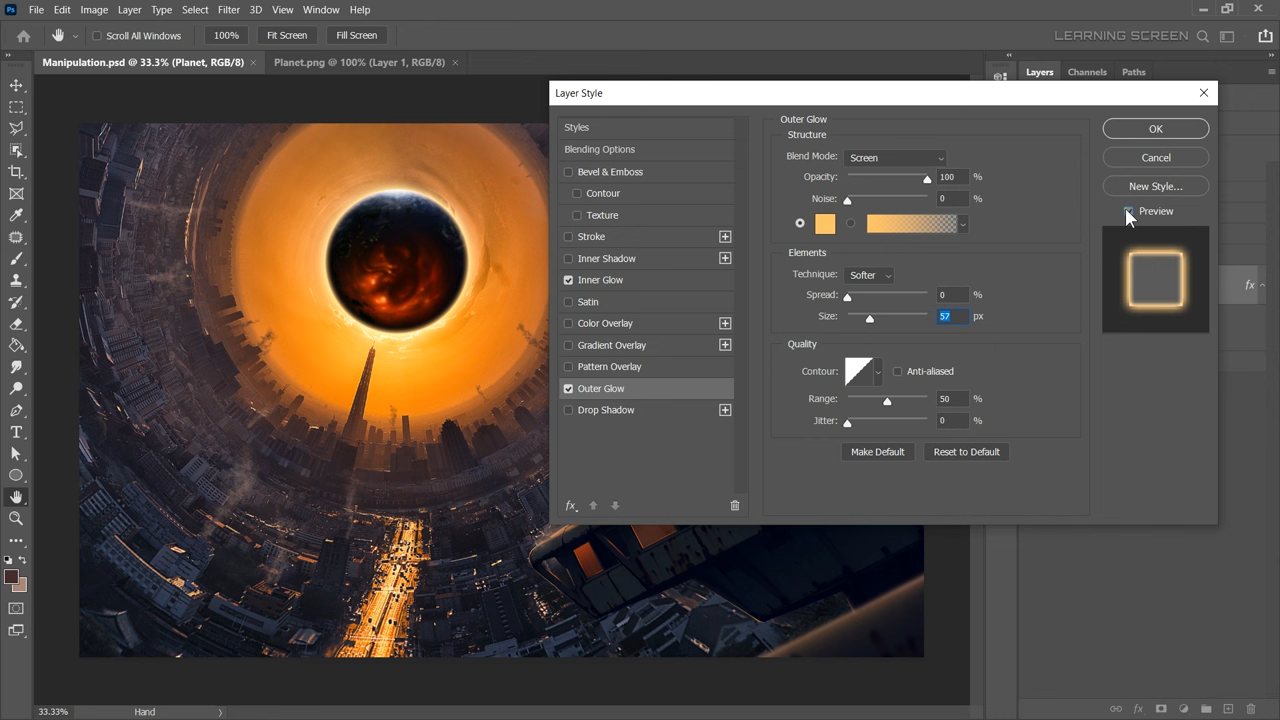 Ps File Edit Image Layer Type Select Filter 3D View Window Help
Scroll All Windows 100% Fit Screen Fill Screen LEARNING SCREEN
Manipulation.psd @ 33.3% (Planet, RGB/8) × Planet.png @ 100% (Layer 1, RGB/8) ×
Layers Channels Paths
Layer Style
Styles
Blending Options
Bevel & Emboss
Contour
Texture
Stroke
Inner Shadow
Inner Glow
Satin
Color Overlay
Gradient Overlay
Pattern Overlay
Outer Glow
Drop Shadow
fx
Outer Glow
Structure
Blend Mode: Screen
Opacity: 100 %
Noise: 0 %
Elements
Technique: Softer
Spread: 0 %
Size: 57 px
Quality
Contour: Anti-aliased
Range: 50 %
Jitter: 0 %
Make Default Reset to Default
OK
Cancel
New Style...
Preview
fx
33.33% Hand
fx